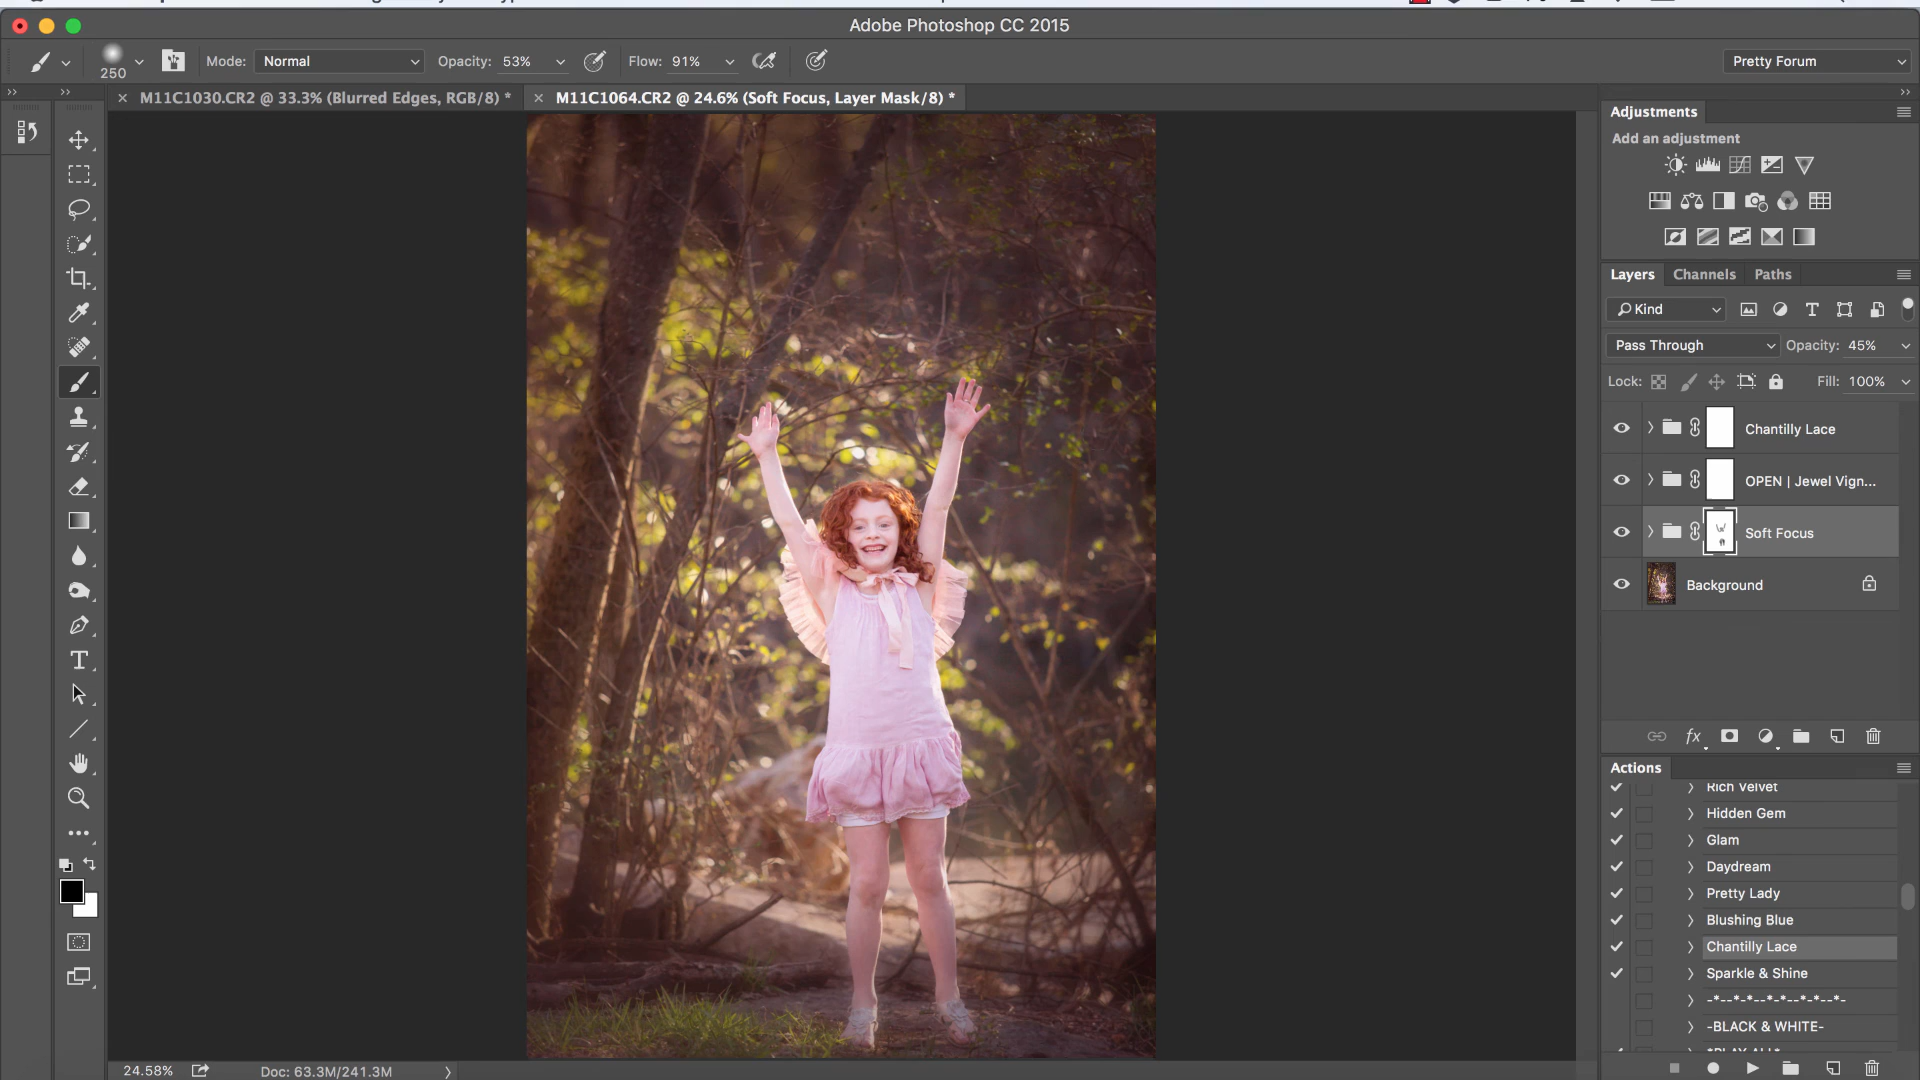 Adobe Photoshop CC 2015
250
Mode: Normal
Opacity: 53%
Flow: 91%
Pretty Forum
M11C1030.CR2 @ 33.3% (Blurred Edges, RGB/8) *
M11C1064.CR2 @ 24.6% (Soft Focus, Layer Mask/8) *
Adjustments
Add an adjustment
Layers Channels Paths
Kind
Pass Through
Opacity: 45%
Lock:
Fill: 100%
Chantilly Lace
OPEN | Jewel Vign...
Soft Focus
Background
fx
Actions
Rich Velvet
Hidden Gem
Glam
Daydream
Pretty Lady
Blushing Blue
Chantilly Lace
Sparkle & Shine
-*--*-*--*-*--*-*--*-
-BLACK & WHITE-
24.58%
Doc: 63.3M/241.3M